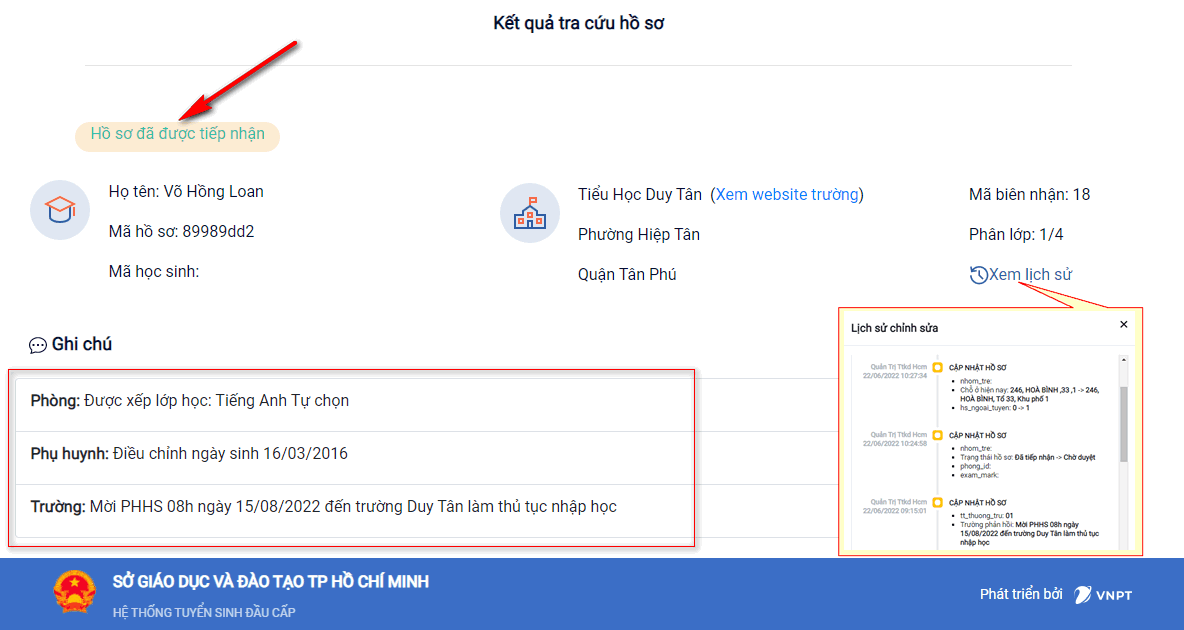 Kết quả tra cứu hồ sơ
Hồ sơ đã được tiếp nhận
Họ tên: Võ Hồng Loan
Mã hồ sơ: 89989dd2
Mã học sinh:
Tiểu Học Duy Tân (Xem website trường)
Phường Hiệp Tân
Quận Tân Phú
Mã biên nhận: 18
Phân lớp: 1/4
Xem lịch sử
Ghi chú
Phòng: Được xếp lớp học: Tiếng Anh Tự chọn
Phụ huynh: Điều chỉnh ngày sinh 16/03/2016
Trường: Mời PHHS 08h ngày 15/08/2022 đến trường Duy Tân làm thủ tục nhập học
Lịch sử chỉnh sửa
×
Quản Trị Ttkd Hcm
22/06/2022 10:27:34
CẬP NHẬT HỒ SƠ
nhom_tre:
Chỗ ở hiện nay: 246, HOÀ BÌNH ,33 ,1 -> 246,
HOÀ BÌNH, Tổ 33, Khu phố 1
hs_ngoai_tuyen: 0 -> 1
Quản Trị Ttkd Hcm
22/06/2022 10:24:58
CẬP NHẬT HỒ SƠ
nhom_tre:
Trạng thái hồ sơ: Đã tiếp nhận -> Chờ duyệt
phong_id:
exam_mark:
Quản Trị Ttkd Hcm
22/06/2022 09:15:01
CẬP NHẬT HỒ SƠ
tt_thuong_tru: 01
Trường phản hồi: Mời PHHS 08h ngày
15/08/2022 đến trường Duy Tân làm thủ tục
nhập học
SỞ GIÁO DỤC VÀ ĐÀO TẠO TP HỒ CHÍ MINH
HỆ THỐNG TUYỂN SINH ĐẦU CẤP
Phát triển bởi VNPT